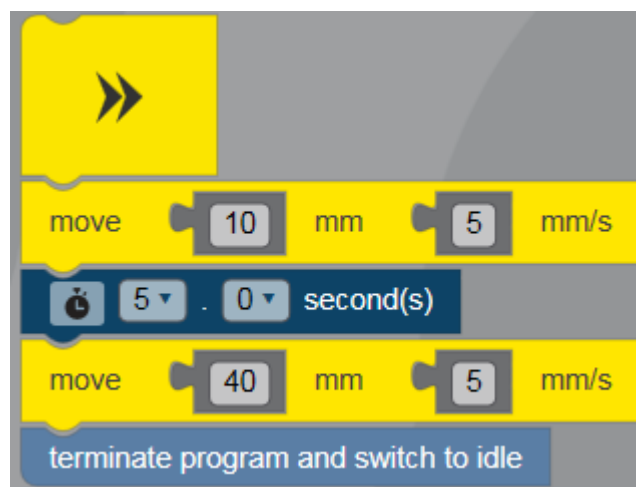 move 10 mm 5 mm/s
5 . 0 second(s)
move 40 mm 5 mm/s
terminate program and switch to idle